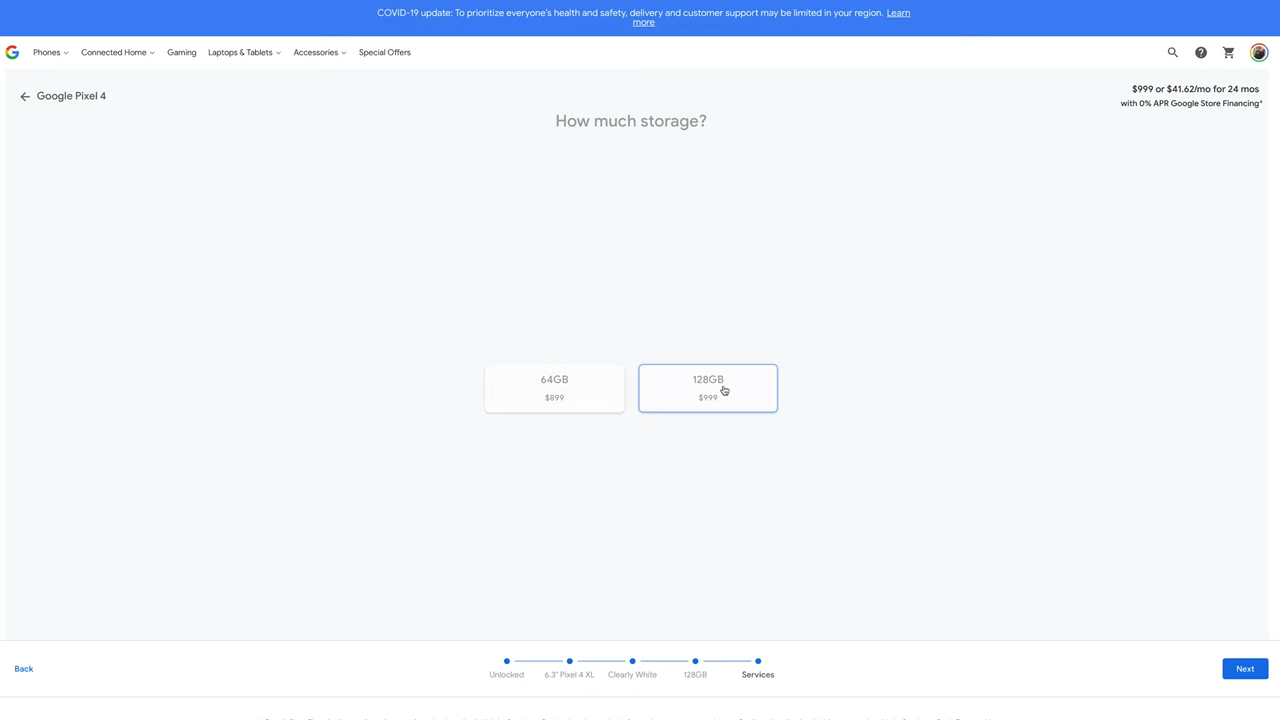 COVID-19 update: To prioritize everyone's health and safety, delivery and customer support may be limited in your region. Learn
more
Phones
Connected Home
Gaming
Laptops & Tablets
Accessories
Special Offers
Google Pixel 4
$999 or $41.62/mo for 24 mos
with 0% APR Google Store Financing*
How much storage?
64GB
$899
128GB
$999
Back
Unlocked
6.3" Pixel 4 XL
Clearly White
128GB
Services
Next